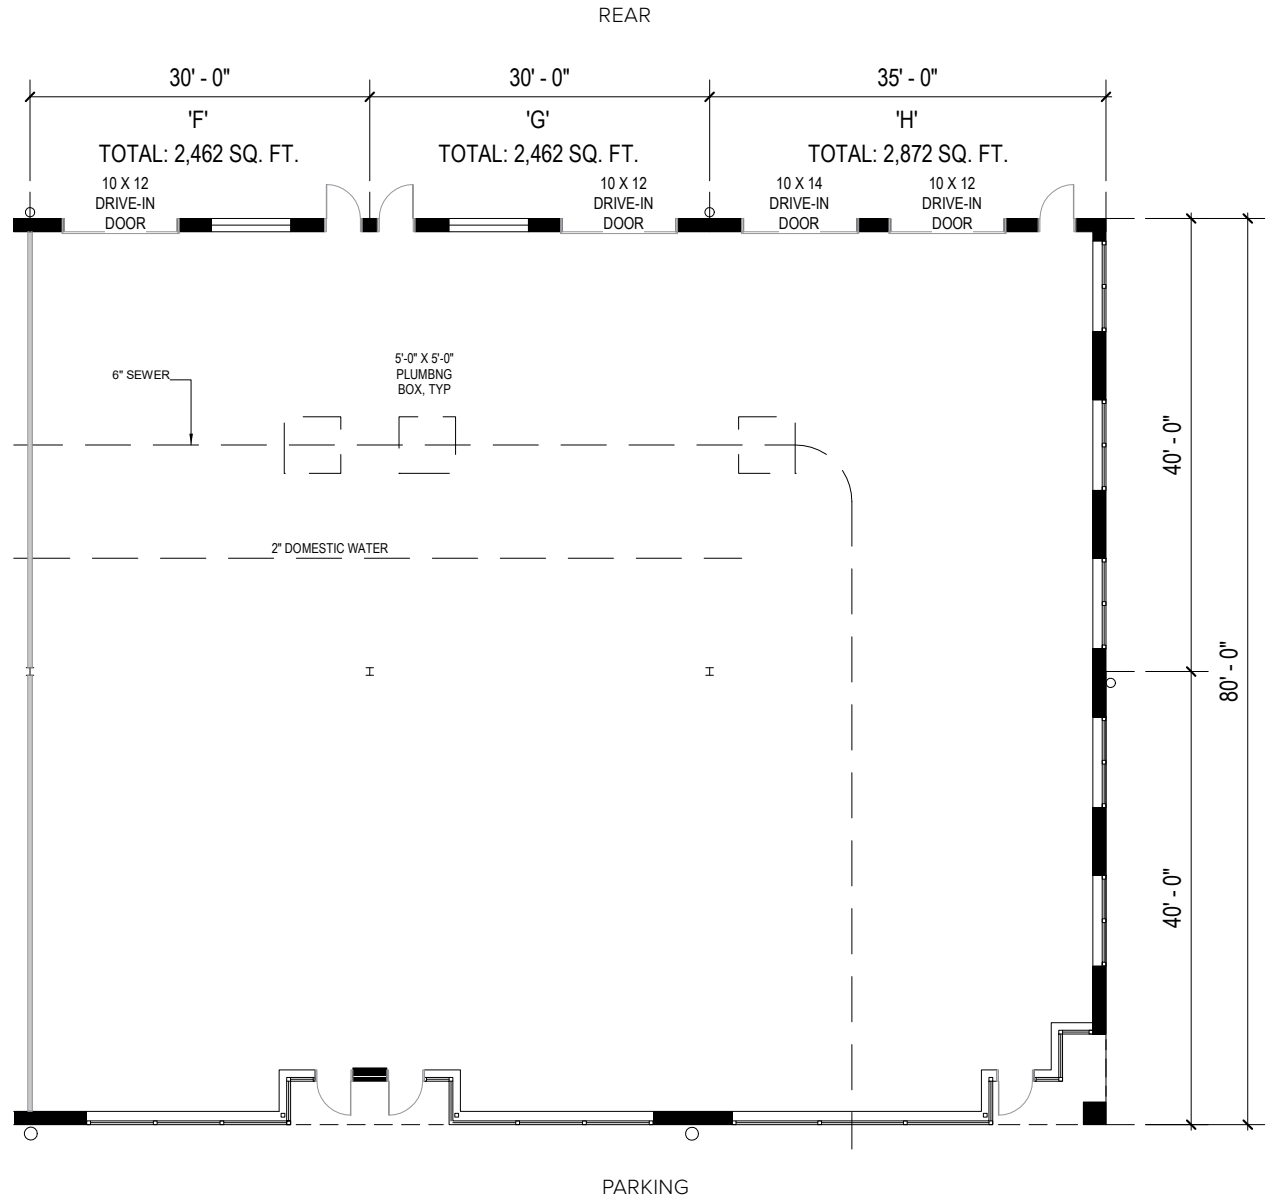 REAR
30' - 0"
30' - 0"
35' - 0"
'F'
'G'
'H'
TOTAL: 2,462 SQ. FT.
TOTAL: 2,462 SQ. FT.
TOTAL: 2,872 SQ. FT.
10 X 12
DRIVE-IN
DOOR
10 X 12
DRIVE-IN
DOOR
10 X 14
DRIVE-IN
DOOR
10 X 12
DRIVE-IN
DOOR
5'-0" X 5'-0"
PLUMBNG
BOX, TYP
6" SEWER
40' - 0"
2" DOMESTIC WATER
80' - 0"
40' - 0"
PARKING